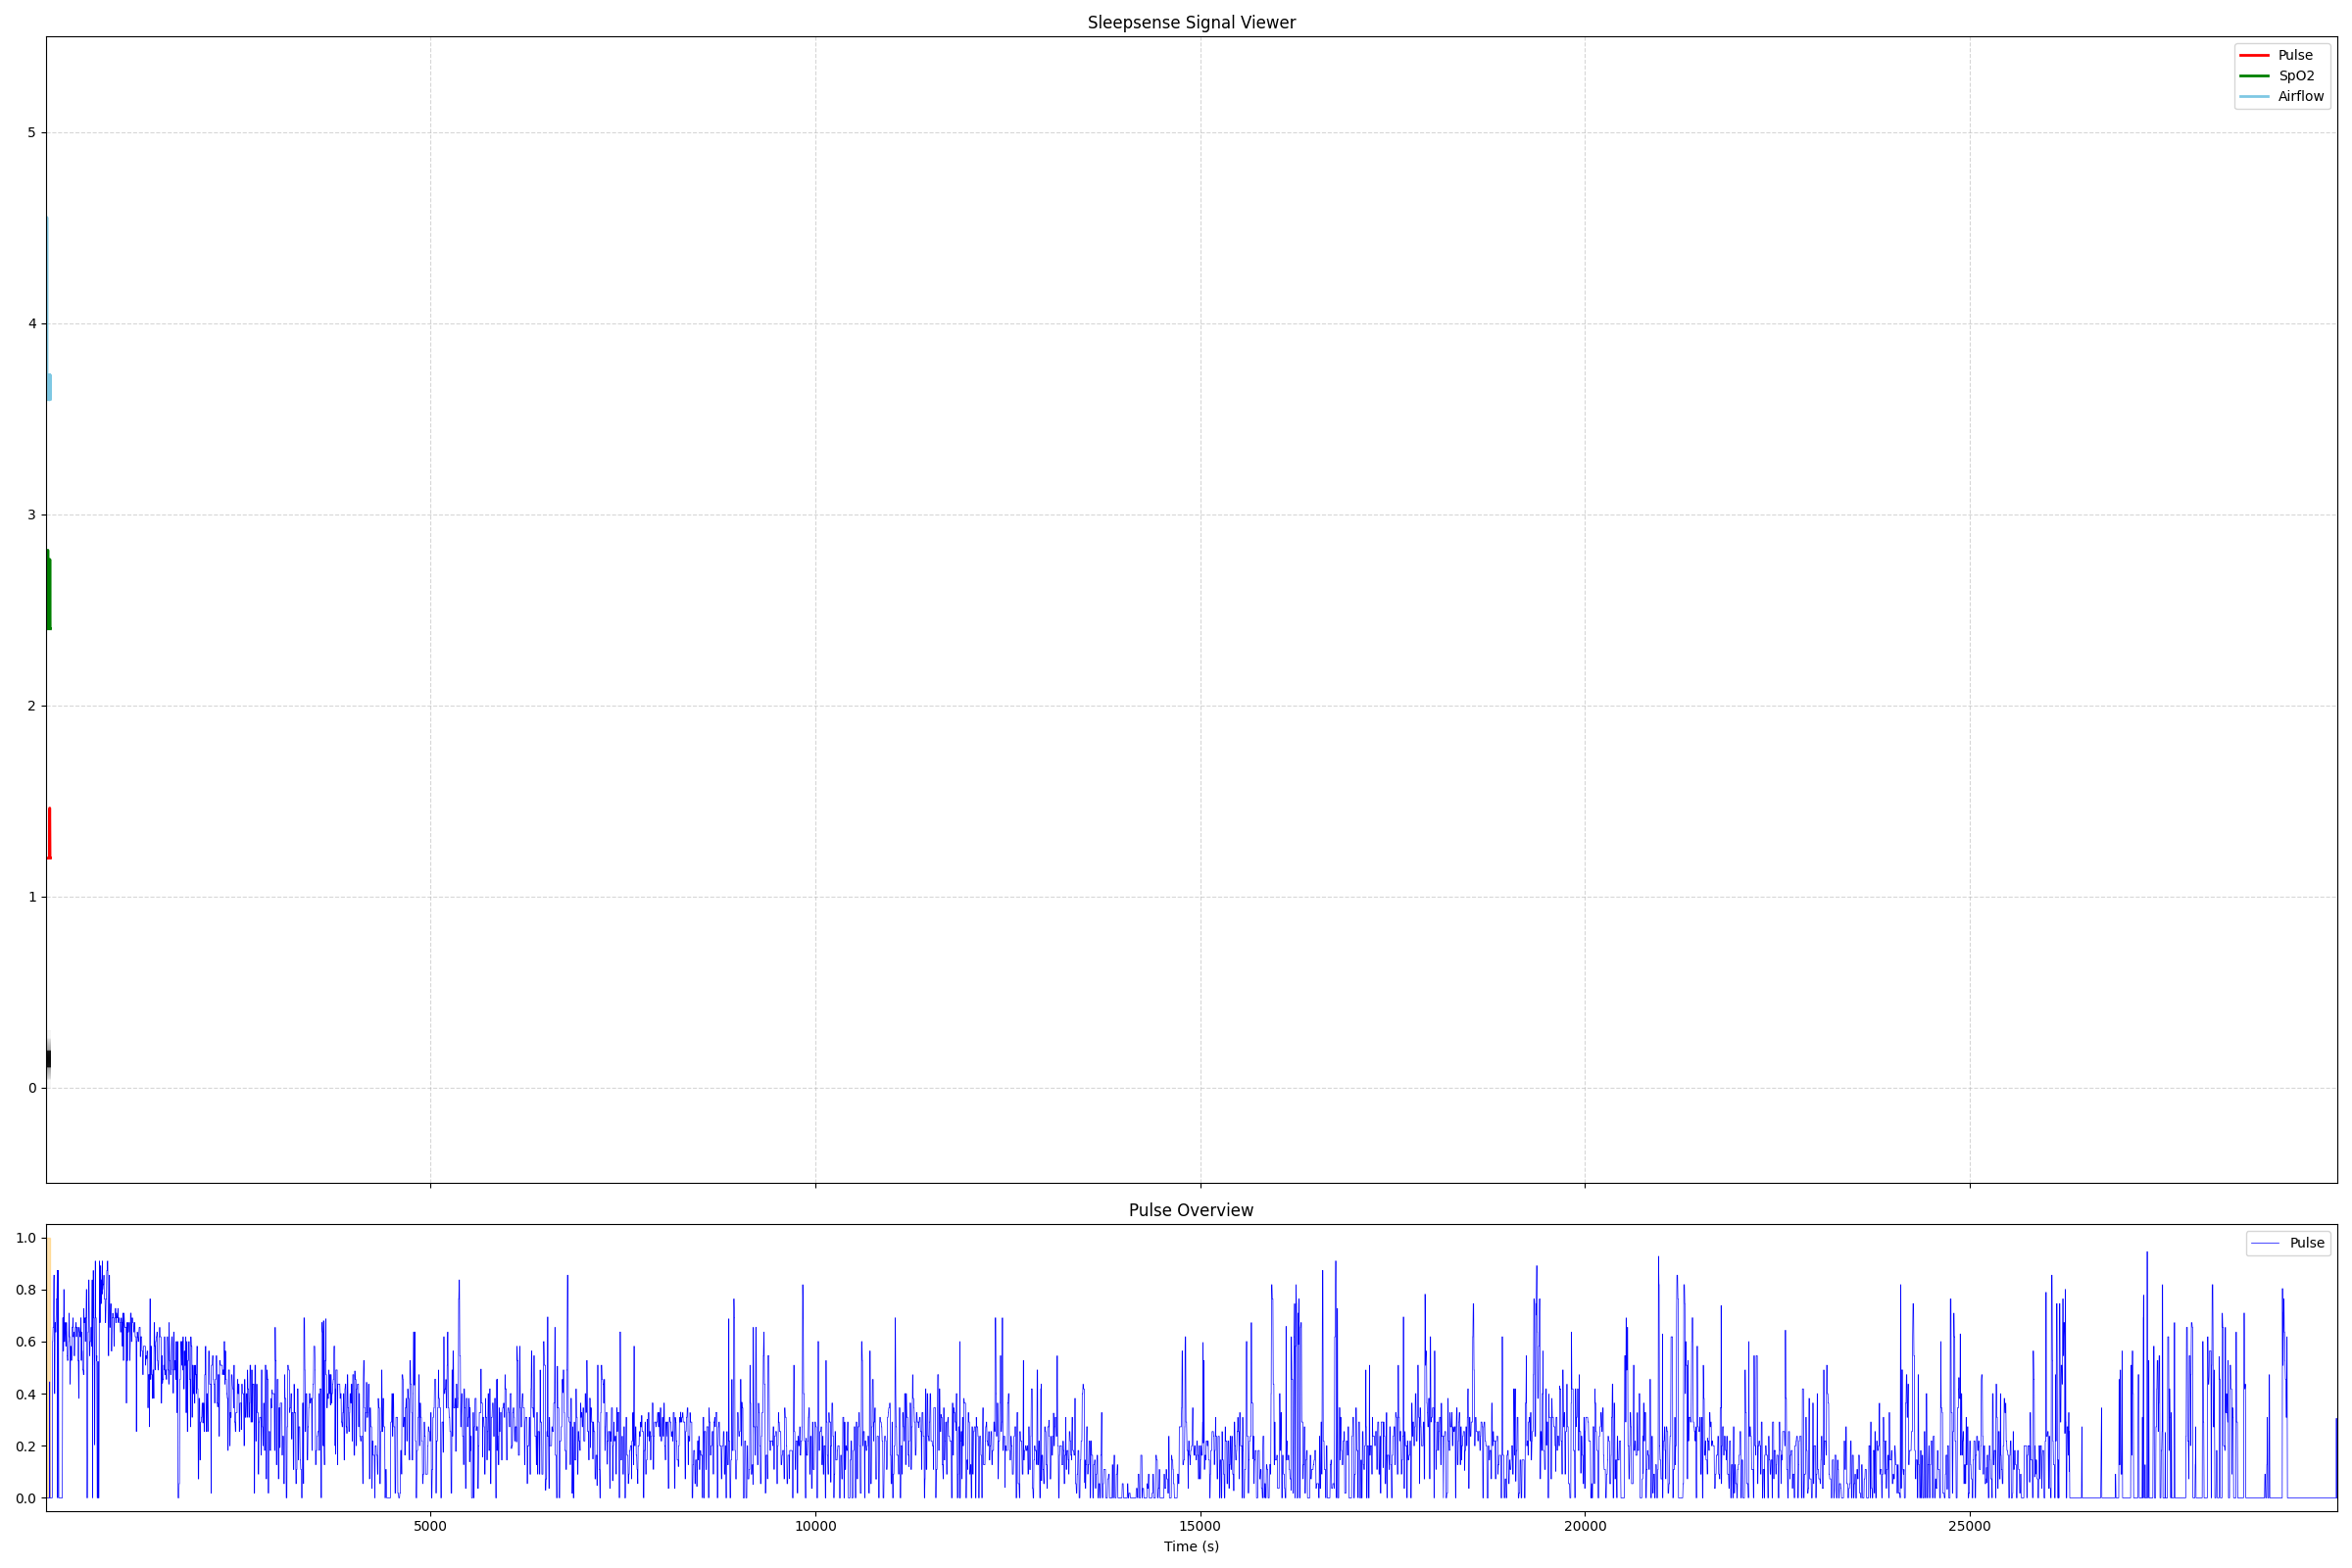 Sleepsense Signal Viewer
Pulse
SpO2
Airflow
5
4
3
2
1
0
Pulse Overview
Pulse
1.0
0.8
0.6
0.4
0.2
0.0
5000 10000 15000 20000 25000
Time (s)